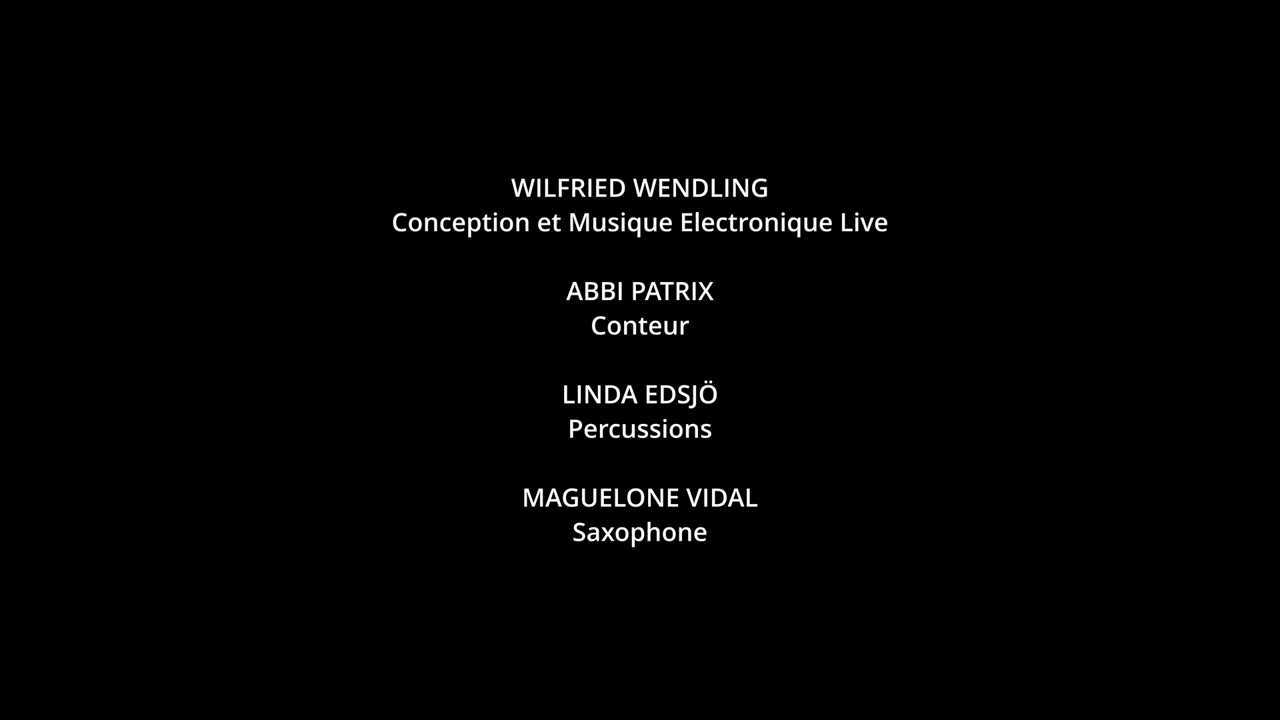 WILFRIED WENDLING
Conception et Musique Electronique Live
ABBI PATRIX
Conteur
LINDA EDSJÖ
Percussions
MAGUELONE VIDAL
Saxophone